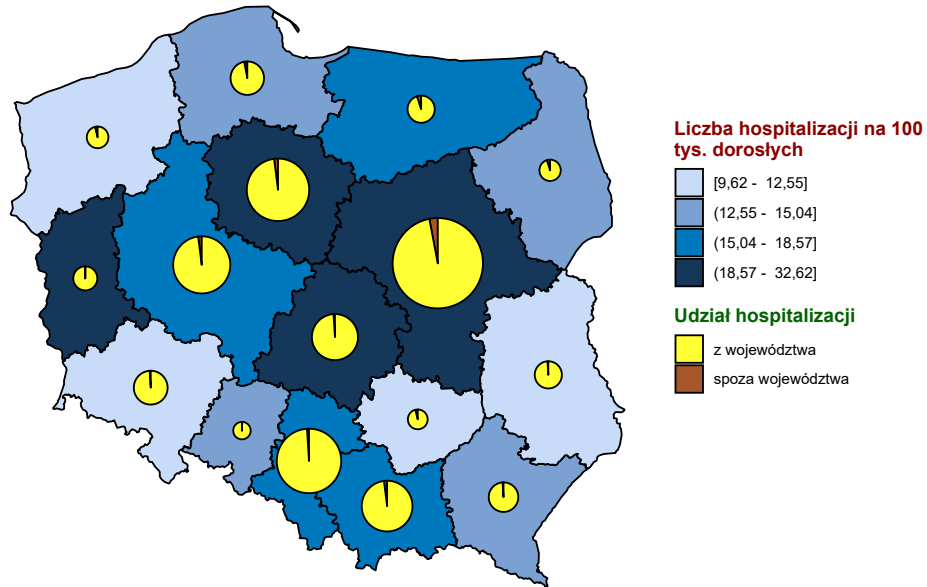 Liczba hospitalizacji na 100
tys. dorosłych
[9,62 - 12,55]
(12,55 - 15,04]
(15,04 - 18,57]
(18,57 - 32,62]
Udział hospitalizacji
z województwa
spoza województwa